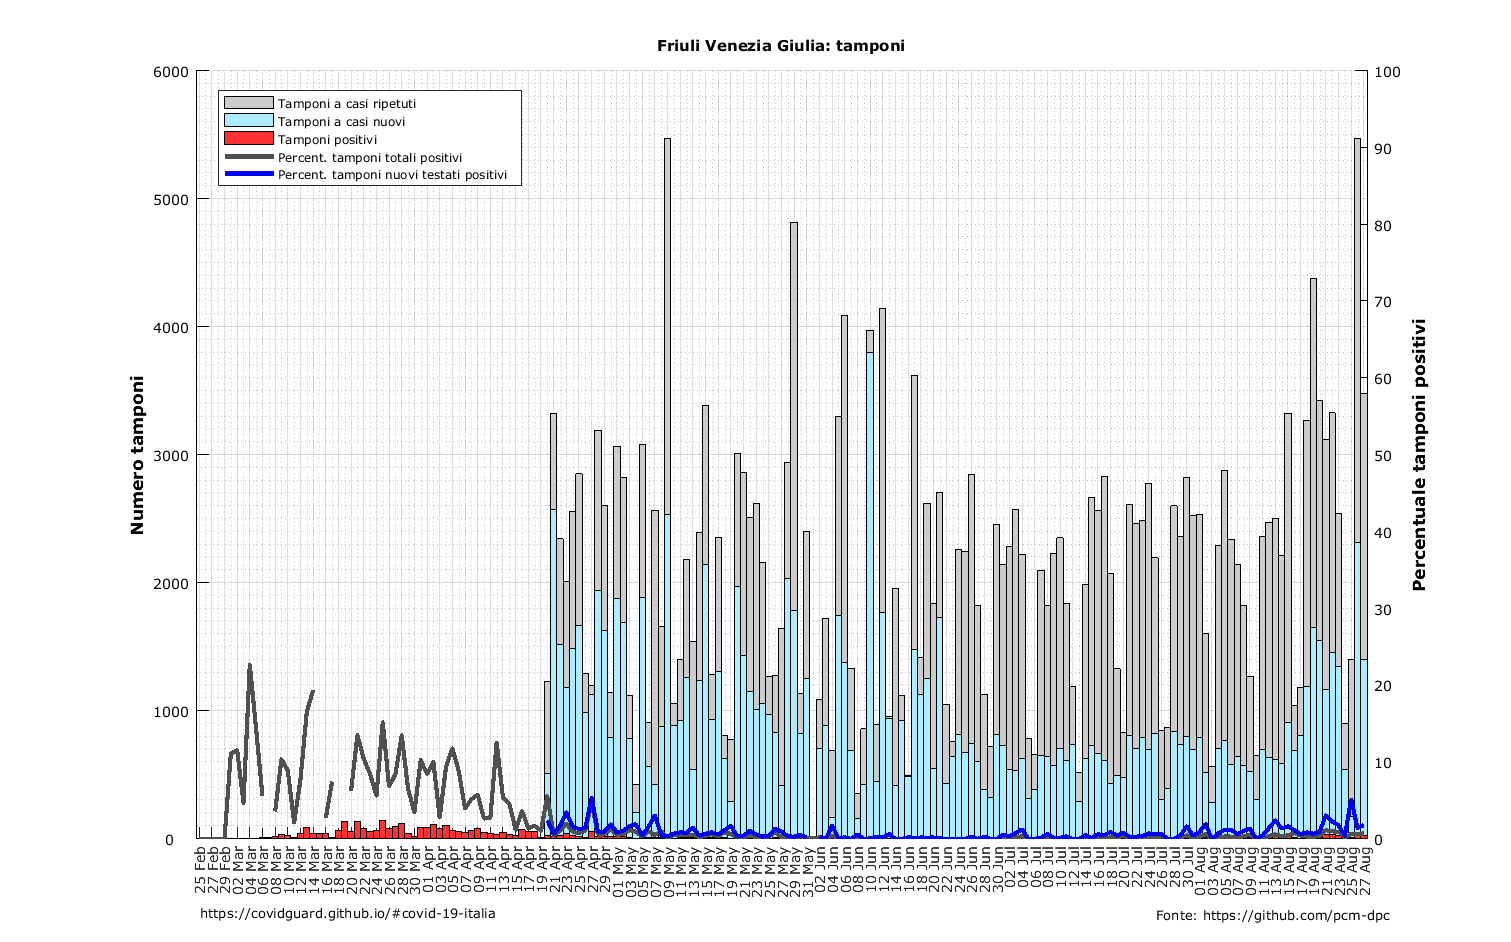 Friuli Venezia Giulia: tamponi
6000
5000
4000
3000
2000
1000
0
Numero tamponi
Tamponi a casi ripetuti
Tamponi a casi nuovi
Tamponi positivi
Percent. tamponi totali positivi
Percent. tamponi nuovi testati positivi
100
90
80
70
60
50
40
30
20
10
0
Percentuale tamponi positivi
25 Feb
27 Feb
29 Feb
02 Mar
04 Mar
06 Mar
08 Mar
10 Mar
12 Mar
14 Mar
16 Mar
18 Mar
20 Mar
22 Mar
24 Mar
26 Mar
28 Mar
30 Mar
01 Apr
03 Apr
05 Apr
07 Apr
09 Apr
11 Apr
13 Apr
15 Apr
17 Apr
19 Apr
21 Apr
23 Apr
25 Apr
27 Apr
29 Apr
01 May
03 May
05 May
07 May
09 May
11 May
13 May
15 May
17 May
19 May
21 May
23 May
25 May
27 May
29 May
31 May
02 Jun
04 Jun
06 Jun
08 Jun
10 Jun
12 Jun
14 Jun
16 Jun
18 Jun
20 Jun
22 Jun
24 Jun
26 Jun
28 Jun
30 Jun
02 Jul
04 Jul
06 Jul
08 Jul
10 Jul
12 Jul
14 Jul
16 Jul
18 Jul
20 Jul
22 Jul
24 Jul
26 Jul
28 Jul
30 Jul
01 Aug
03 Aug
05 Aug
07 Aug
09 Aug
11 Aug
13 Aug
15 Aug
17 Aug
19 Aug
21 Aug
23 Aug
25 Aug
27 Aug
https://covidguard.github.io/#covid-19-italia
Fonte: https://github.com/pcm-dpc